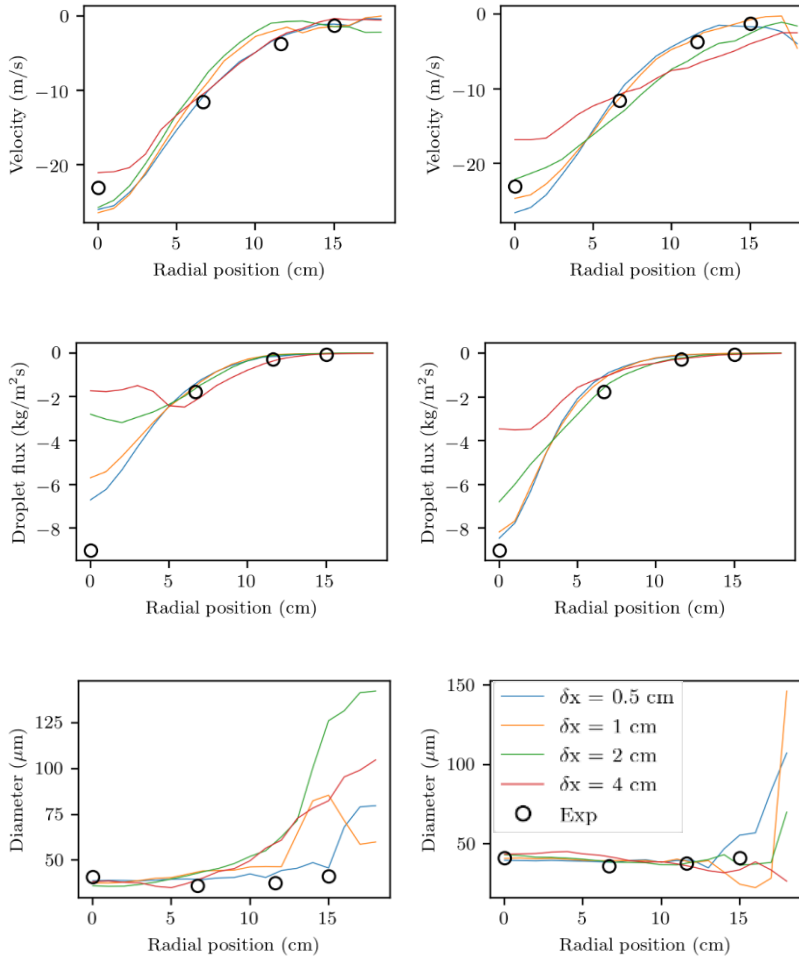 0
−10
−20
Velocity (m/s)
0
5
10
15
Radial position (cm)
0
−10
−20
Velocity (m/s)
0
5
10
15
Radial position (cm)
0
−2
−4
−6
−8
Droplet flux (kg/m²s)
0
5
10
15
Radial position (cm)
0
−2
−4
−6
−8
Droplet flux (kg/m²s)
0
5
10
15
Radial position (cm)
125
100
75
50
Diameter (μm)
0
5
10
15
Radial position (cm)
150
100
50
Diameter (μm)
δx = 0.5 cm
δx = 1 cm
δx = 2 cm
δx = 4 cm
Exp
0
5
10
15
Radial position (cm)